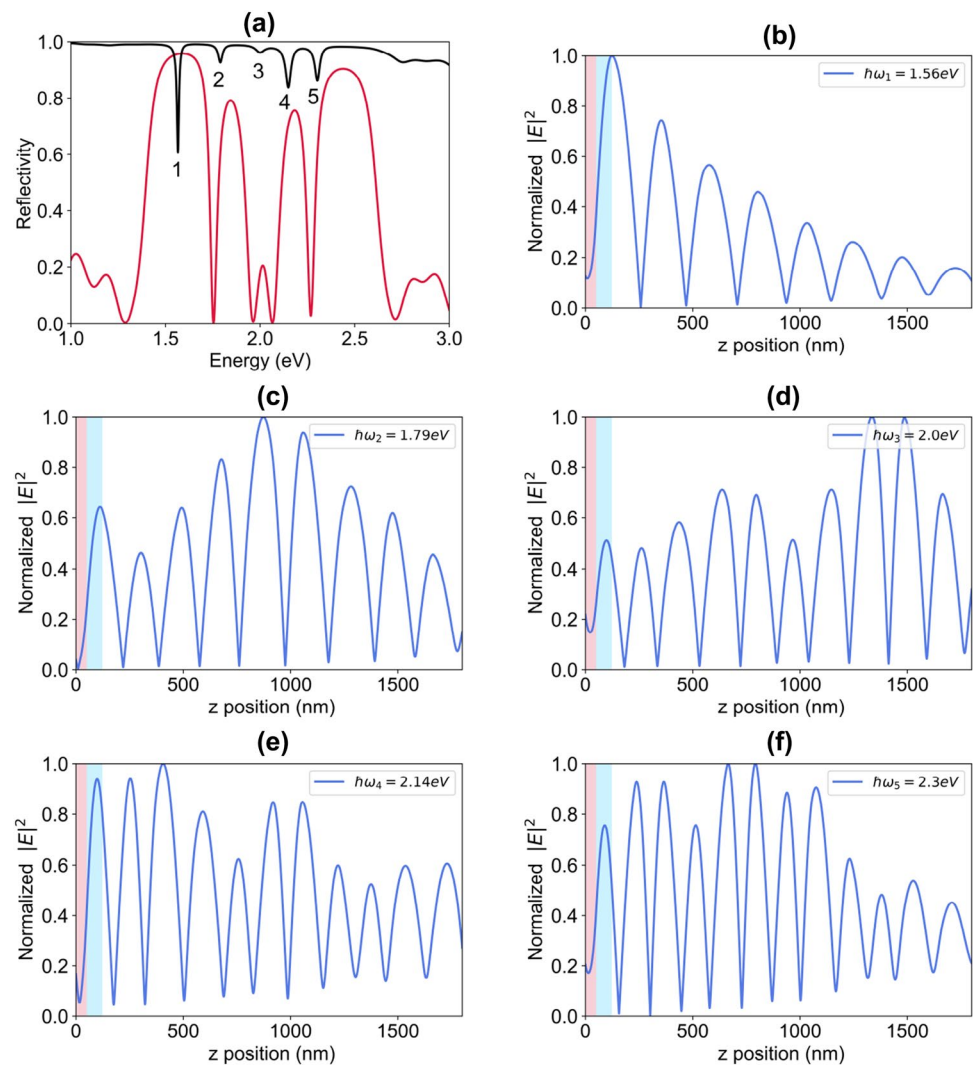 (a)
1.0
0.8
0.6
0.4
0.2
0.0
Reflectivity
1
2
3
4
5
1.0 1.5 2.0 2.5 3.0
Energy (eV)
(b)
1.0
0.8
0.6
0.4
0.2
0.0
Normalized |E|²
ħω₁ = 1.56eV
0 500 1000 1500
z position (nm)
(c)
1.0
0.8
0.6
0.4
0.2
0.0
Normalized |E|²
ħω₂ = 1.79eV
0 500 1000 1500
z position (nm)
(d)
1.0
0.8
0.6
0.4
0.2
0.0
Normalized |E|²
ħω₃ = 2.0eV
0 500 1000 1500
z position (nm)
(e)
1.0
0.8
0.6
0.4
0.2
0.0
Normalized |E|²
ħω₄ = 2.14eV
0 500 1000 1500
z position (nm)
(f)
1.0
0.8
0.6
0.4
0.2
0.0
Normalized |E|²
ħω₅ = 2.3eV
0 500 1000 1500
z position (nm)